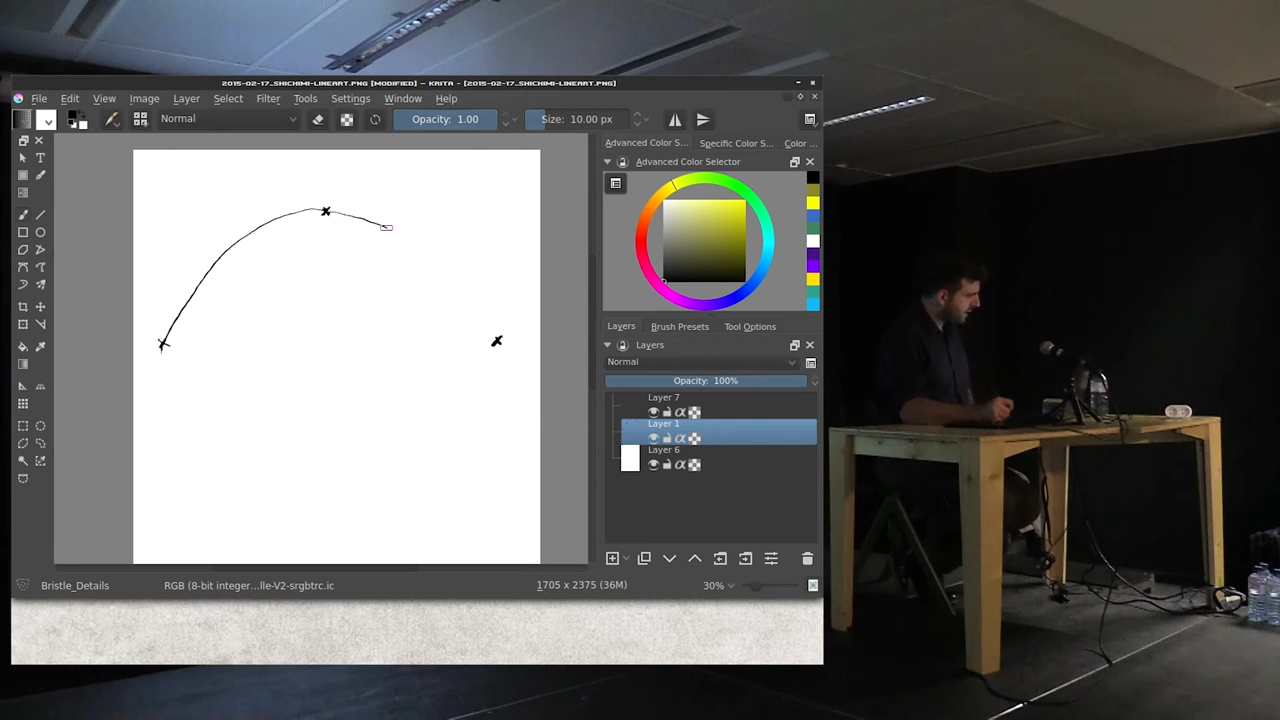 2015-02-17_SHICHIMI-LINEART.PNG [MODIFIED] – KRITA - [2015-02-17_SHICHIMI-LINEART.PNG]
File Edit View Image Layer Select Filter Tools Settings Window Help
Normal Opacity: 1.00 Size: 10.00 px
Advanced Color S... Specific Color S... Color ...
Advanced Color Selector
Layers Brush Presets Tool Options
Layers
Normal
Opacity: 100%
Layer 7
Layer 1
Layer 6
Bristle_Details RGB (8-bit integer...lle-V2-srgbtrc.ic 1705 x 2375 (36M) 30%